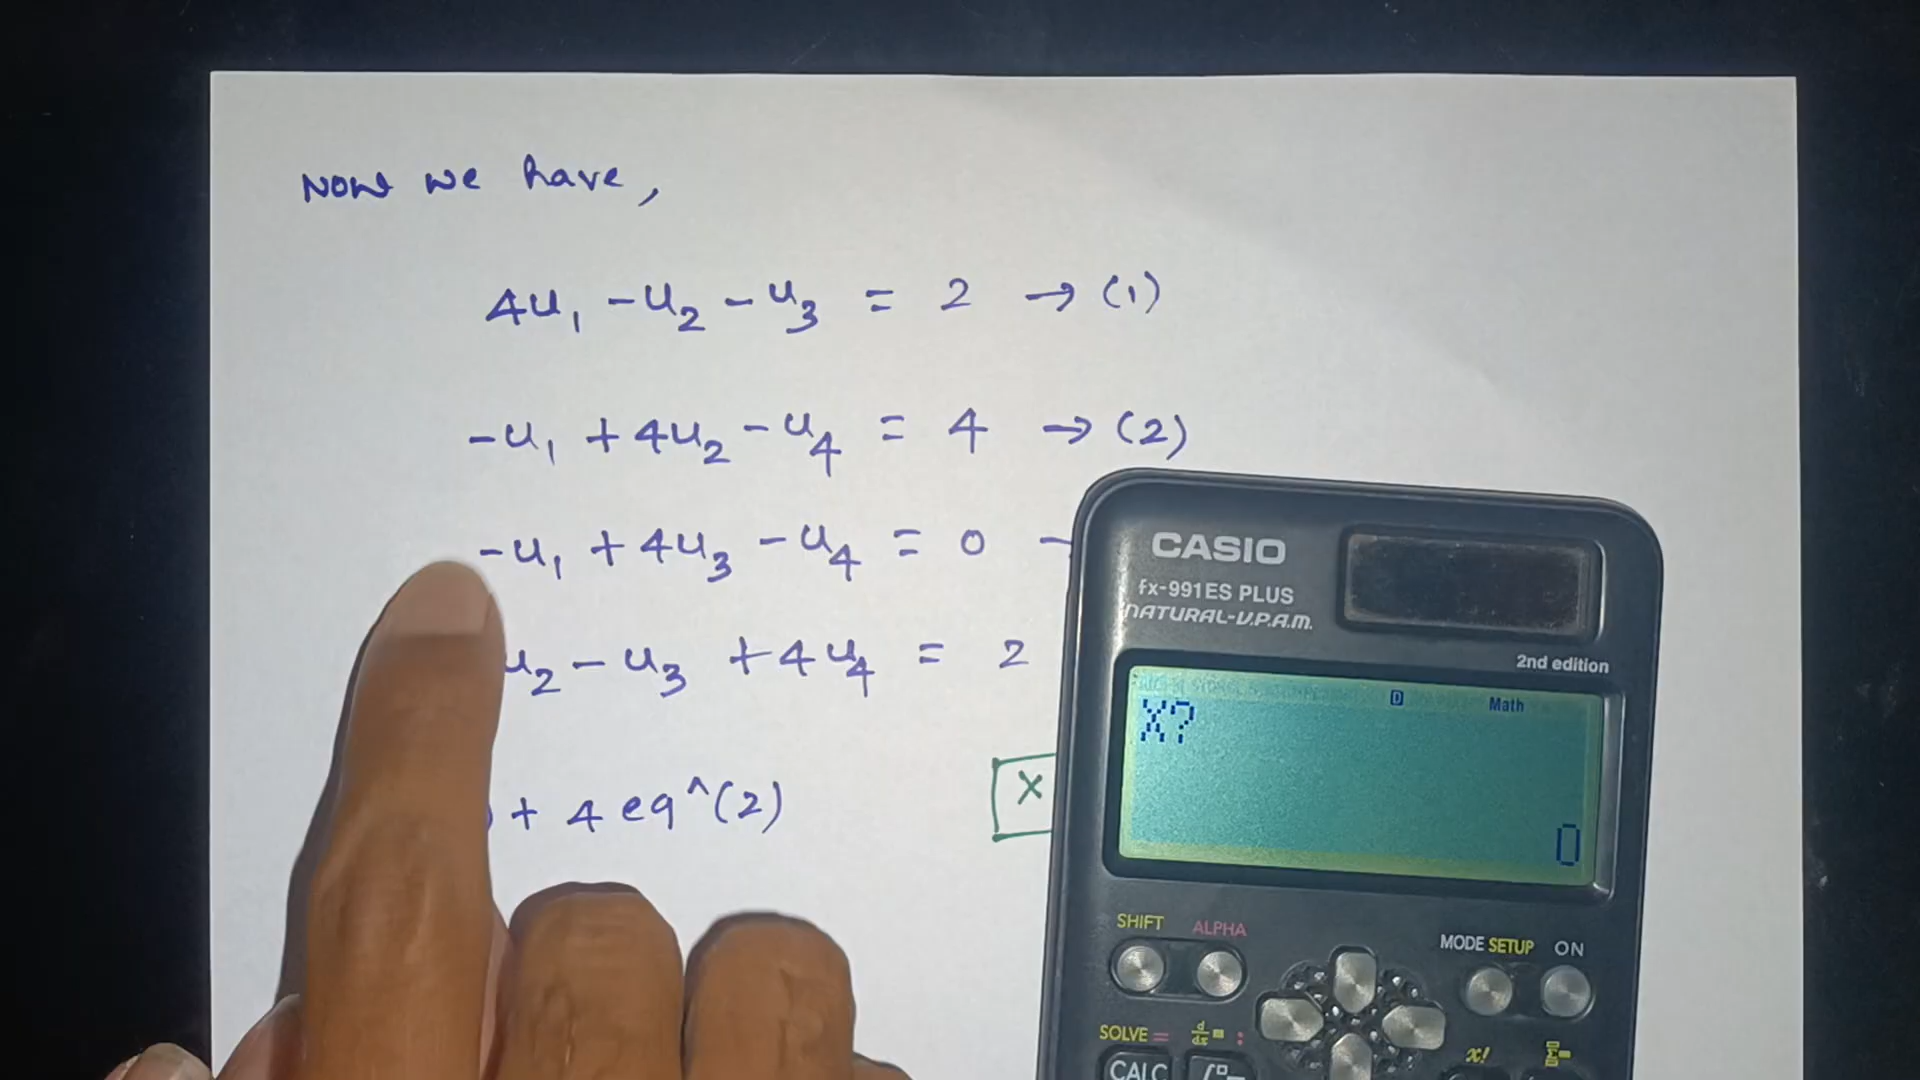 Now we have,
4u₁ - u₂ - u₃ = 2 → (1)
-u₁ + 4u₂ - u₄ = 4 → (2)
-u₁ + 4u₃ - u₄ = 0 -
u₂ - u₃ + 4u₄ = 2
+ 4 eq^(2)
X
CASIO
fx-991ES PLUS
NATURAL-V.P.A.M.
2nd edition
D Math
X?
0
SHIFT ALPHA
MODE SETUP ON
SOLVE = d/dx :
x!
CALC